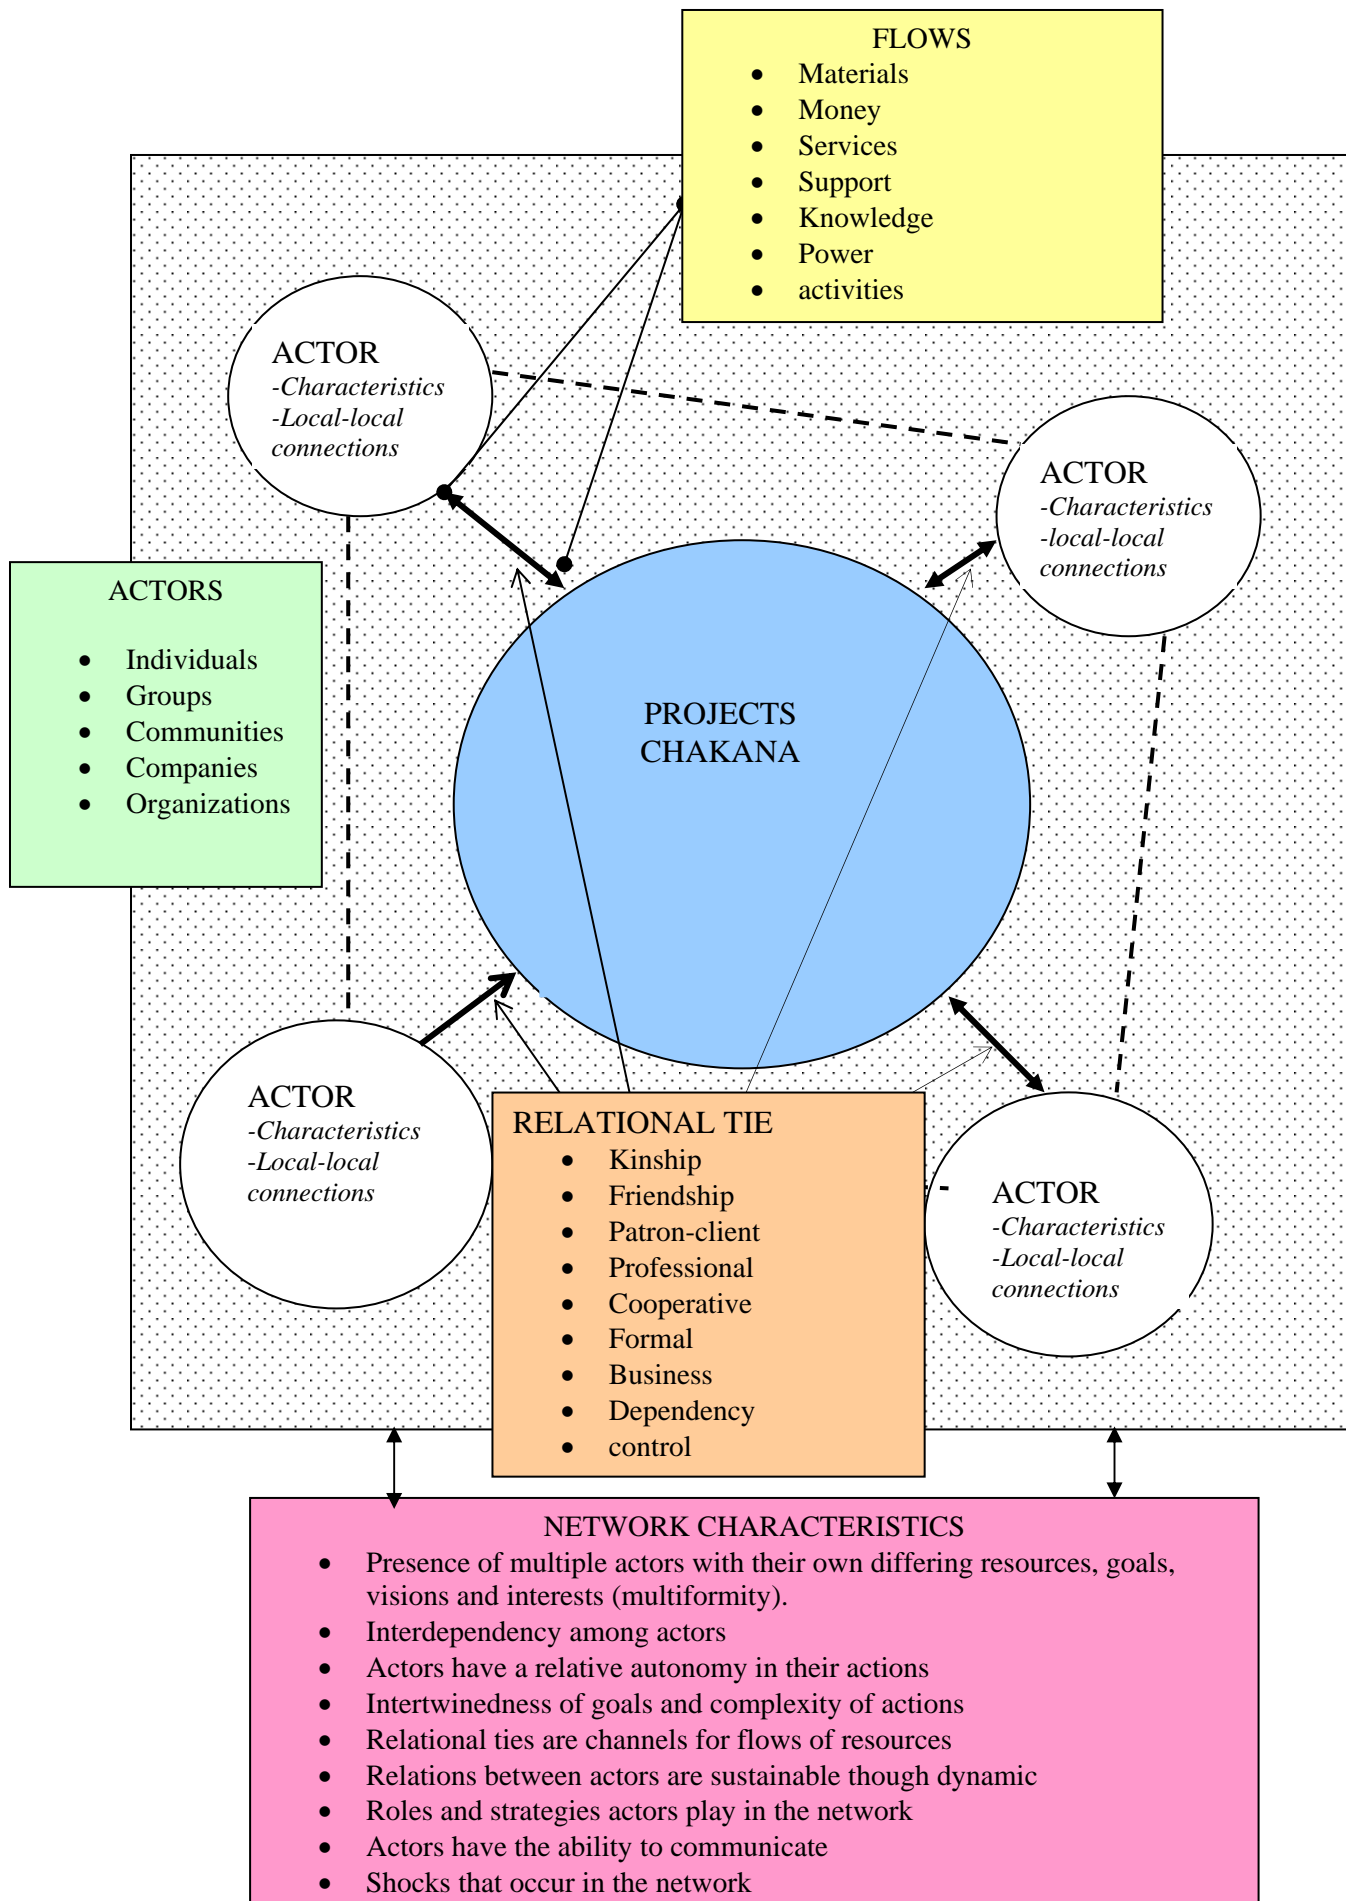 FLOWS
• Materials
• Money
• Services
• Support
• Knowledge
• Power
• activities
ACTOR
-Characteristics
-Local-local
connections
ACTOR
-Characteristics
-local-local
connections
ACTORS
• Individuals
• Groups
• Communities
• Companies
• Organizations
PROJECTS
CHAKANA
ACTOR
-Characteristics
-Local-local
connections
RELATIONAL TIE
• Kinship
• Friendship
• Patron-client
• Professional
• Cooperative
• Formal
• Business
• Dependency
• control
ACTOR
-Characteristics
-Local-local
connections
NETWORK CHARACTERISTICS
• Presence of multiple actors with their own differing resources, goals,
visions and interests (multiformity).
• Interdependency among actors
• Actors have a relative autonomy in their actions
• Intertwinedness of goals and complexity of actions
• Relational ties are channels for flows of resources
• Relations between actors are sustainable though dynamic
• Roles and strategies actors play in the network
• Actors have the ability to communicate
• Shocks that occur in the network